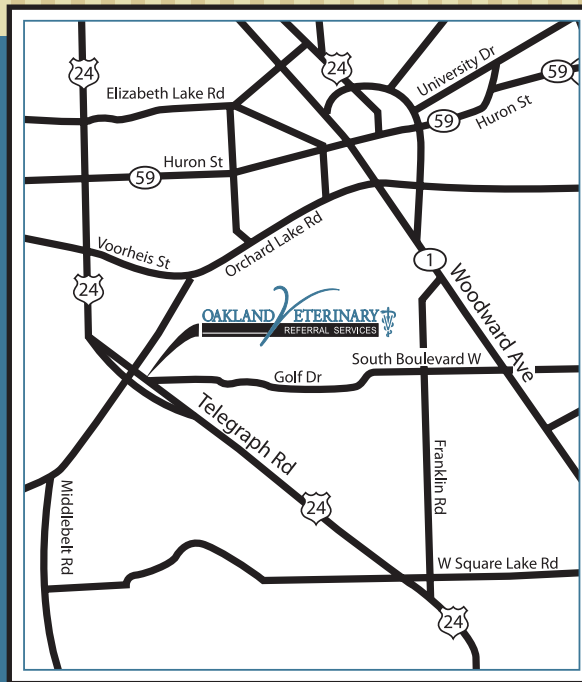 24
24
University Dr
59
Elizabeth Lake Rd
Huron St
59
Huron St
59
Voorheis St
Orchard Lake Rd
1
24
Woodward Ave
OAKLAND VETERINARY
REFERRAL SERVICES
South Boulevard W
Golf Dr
Telegraph Rd
Franklin Rd
Middlebelt Rd
24
W Square Lake Rd
24